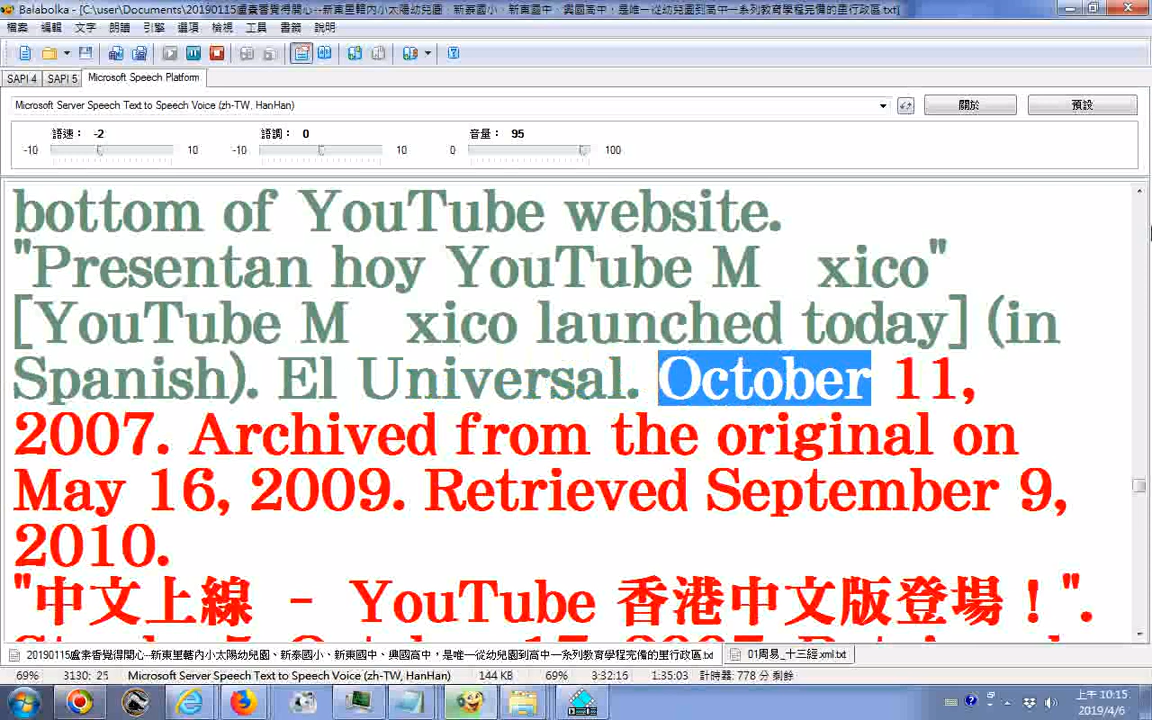 Balabolka - [C:\user\Documents\20190115盧素香覺得開心--新東里轄內小太陽幼兒園、新泰國小、新東國中、興國高中，是唯一從幼兒園到高中一系列教育學程完備的里行政區.txt]
檔案 編輯 文字 朗讀 引擎 選項 檢視 工具 書籤 說明
SAPI 4 SAPI 5 Microsoft Speech Platform
Microsoft Server Speech Text to Speech Voice (zh-TW, HanHan) 關於 預設
語速： -2 語調： 0 音量： 95
-10 10 -10 10 0 100
bottom of YouTube website.
"Presentan hoy YouTube M xico"
[YouTube M xico launched today] (in
Spanish). El Universal. October 11,
2007. Archived from the original on
May 16, 2009. Retrieved September 9,
2010.
"中文上線 – YouTube 香港中文版登場！".
20190115盧素香覺得開心--新東里轄內小太陽幼兒園、新泰國小、新東國中、興國高中，是唯一從幼兒園到高中一系列教育學程完備的里行政區.txt 01周易_十三經.xml.txt
69% 3130: 25 Microsoft Server Speech Text to Speech Voice (zh-TW, HanHan) 144 KB 69% 3:32:15 1:35:03 計時器: 778 分 剩餘
上午 10:15
2019/4/6